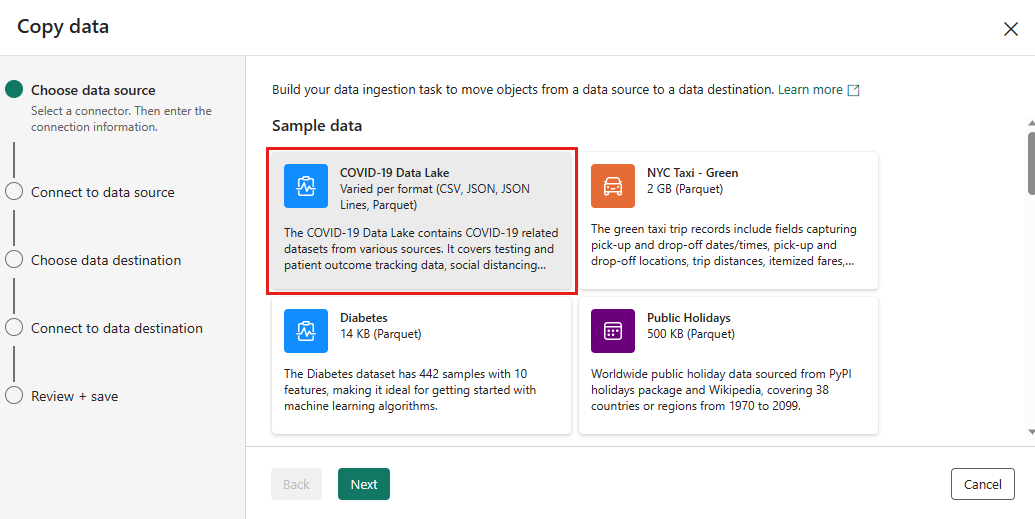 Copy data
Choose data source
Select a connector. Then enter the
connection information.
Connect to data source
Choose data destination
Connect to data destination
Review + save
Build your data ingestion task to move objects from a data source to a data destination. Learn more
Sample data
COVID-19 Data Lake
Varied per format (CSV, JSON, JSON
Lines, Parquet)
The COVID-19 Data Lake contains COVID-19 related
datasets from various sources. It covers testing and
patient outcome tracking data, social distancing...
NYC Taxi - Green
2 GB (Parquet)
The green taxi trip records include fields capturing
pick-up and drop-off dates/times, pick-up and
drop-off locations, trip distances, itemized fares,...
Diabetes
14 KB (Parquet)
The Diabetes dataset has 442 samples with 10
features, making it ideal for getting started with
machine learning algorithms.
Public Holidays
500 KB (Parquet)
Worldwide public holiday data sourced from PyPI
holidays package and Wikipedia, covering 38
countries or regions from 1970 to 2099.
Back
Next
Cancel